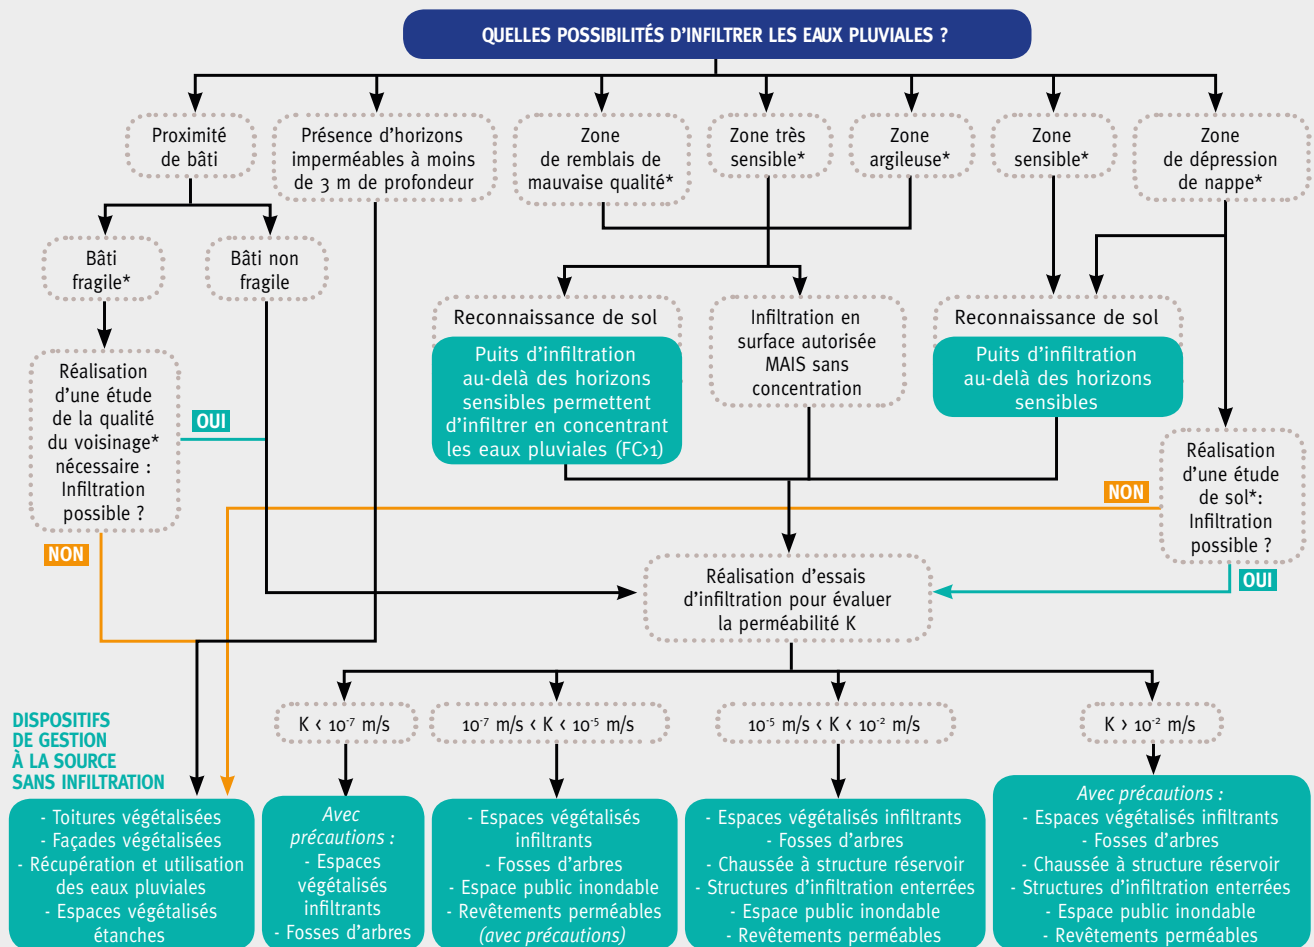 QUELLES POSSIBILITÉS D'INFILTRER LES EAUX PLUVIALES ?
Proximité
de bâti
Présence d'horizons
imperméables à moins
de 3 m de profondeur
Zone
de remblais de
mauvaise qualité*
Zone très
sensible*
Zone
argileuse*
Zone
sensible*
Zone
de dépression
de nappe*
Bâti
fragile*
Bâti non
fragile
Reconnaissance de sol
Puits d'infiltration
au-delà des horizons
sensibles permettent
d'infiltrer en concentrant
les eaux pluviales (FC>1)
Infiltration en
surface autorisée
MAIS sans
concentration
Reconnaissance de sol
Puits d'infiltration
au-delà des horizons
sensibles
Réalisation
d'une étude
de la qualité
du voisinage*
nécessaire :
Infiltration
possible ?
OUI
NON
Réalisation
d'une étude
de sol*:
Infiltration
possible ?
NON
OUI
Réalisation d'essais
d'infiltration pour évaluer
la perméabilité K
K < 10⁻⁷ m/s
10⁻⁷ m/s < K < 10⁻⁵ m/s
10⁻⁵ m/s < K < 10⁻² m/s
K > 10⁻² m/s
DISPOSITIFS
DE GESTION
À LA SOURCE
SANS INFILTRATION
- Toitures végétalisées
- Façades végétalisées
- Récupération et utilisation
des eaux pluviales
- Espaces végétalisés
étanches
Avec
précautions :
- Espaces
végétalisés
infiltrants
- Fosses d'arbres
- Espaces végétalisés
infiltrants
- Fosses d'arbres
- Espace public inondable
- Revêtements perméables
(avec précautions)
- Espaces végétalisés infiltrants
- Fosses d'arbres
- Chaussée à structure réservoir
- Structures d'infiltration enterrées
- Espace public inondable
- Revêtements perméables
Avec précautions :
- Espaces végétalisés infiltrants
- Fosses d'arbres
- Chaussée à structure réservoir
- Structures d'infiltration enterrées
- Espace public inondable
- Revêtements perméables